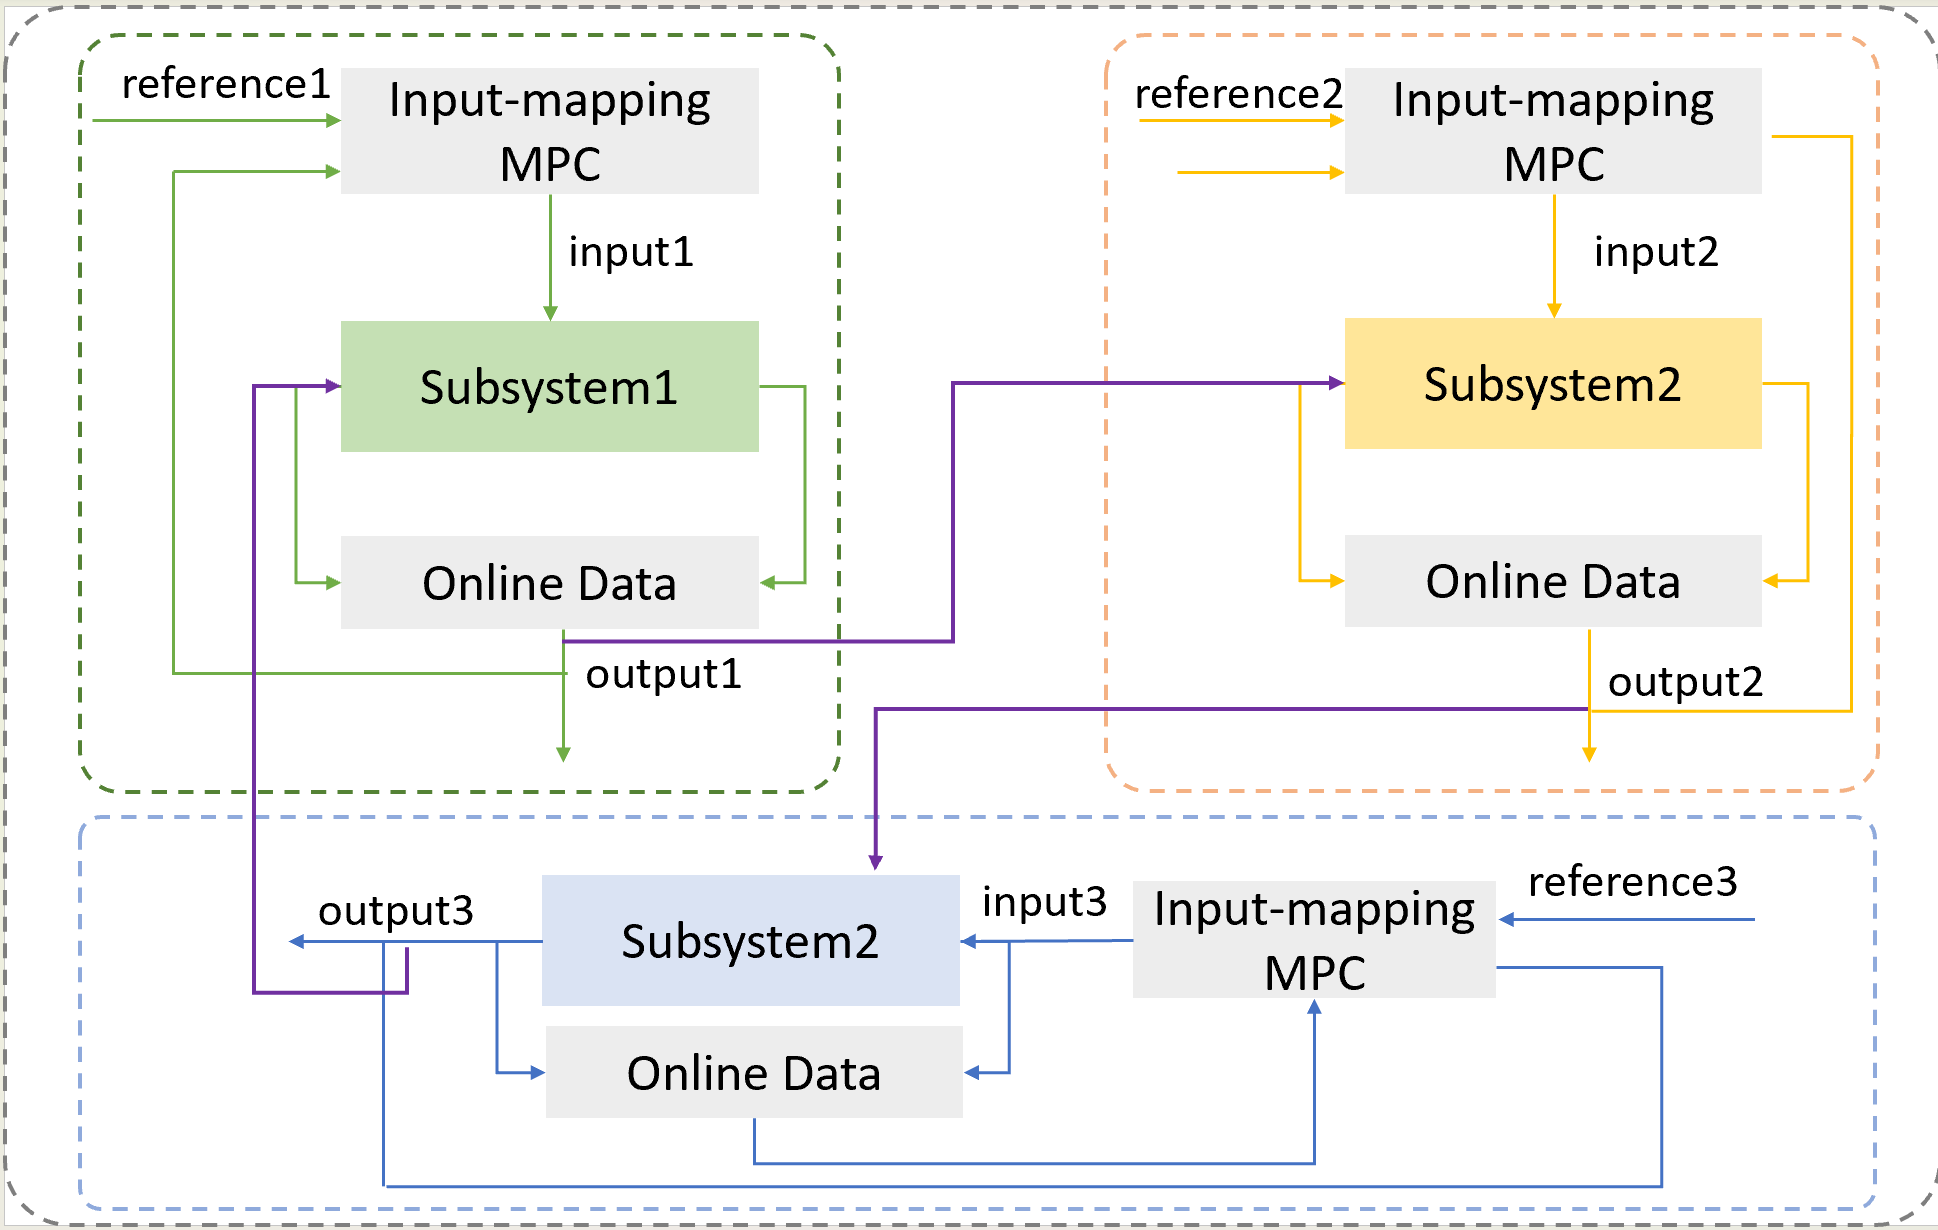 reference1
Input-mapping
MPC
input1
Subsystem1
Online Data
output1
reference2
Input-mapping
MPC
input2
Subsystem2
Online Data
output2
output3
Subsystem2
input3
Input-mapping
MPC
reference3
Online Data